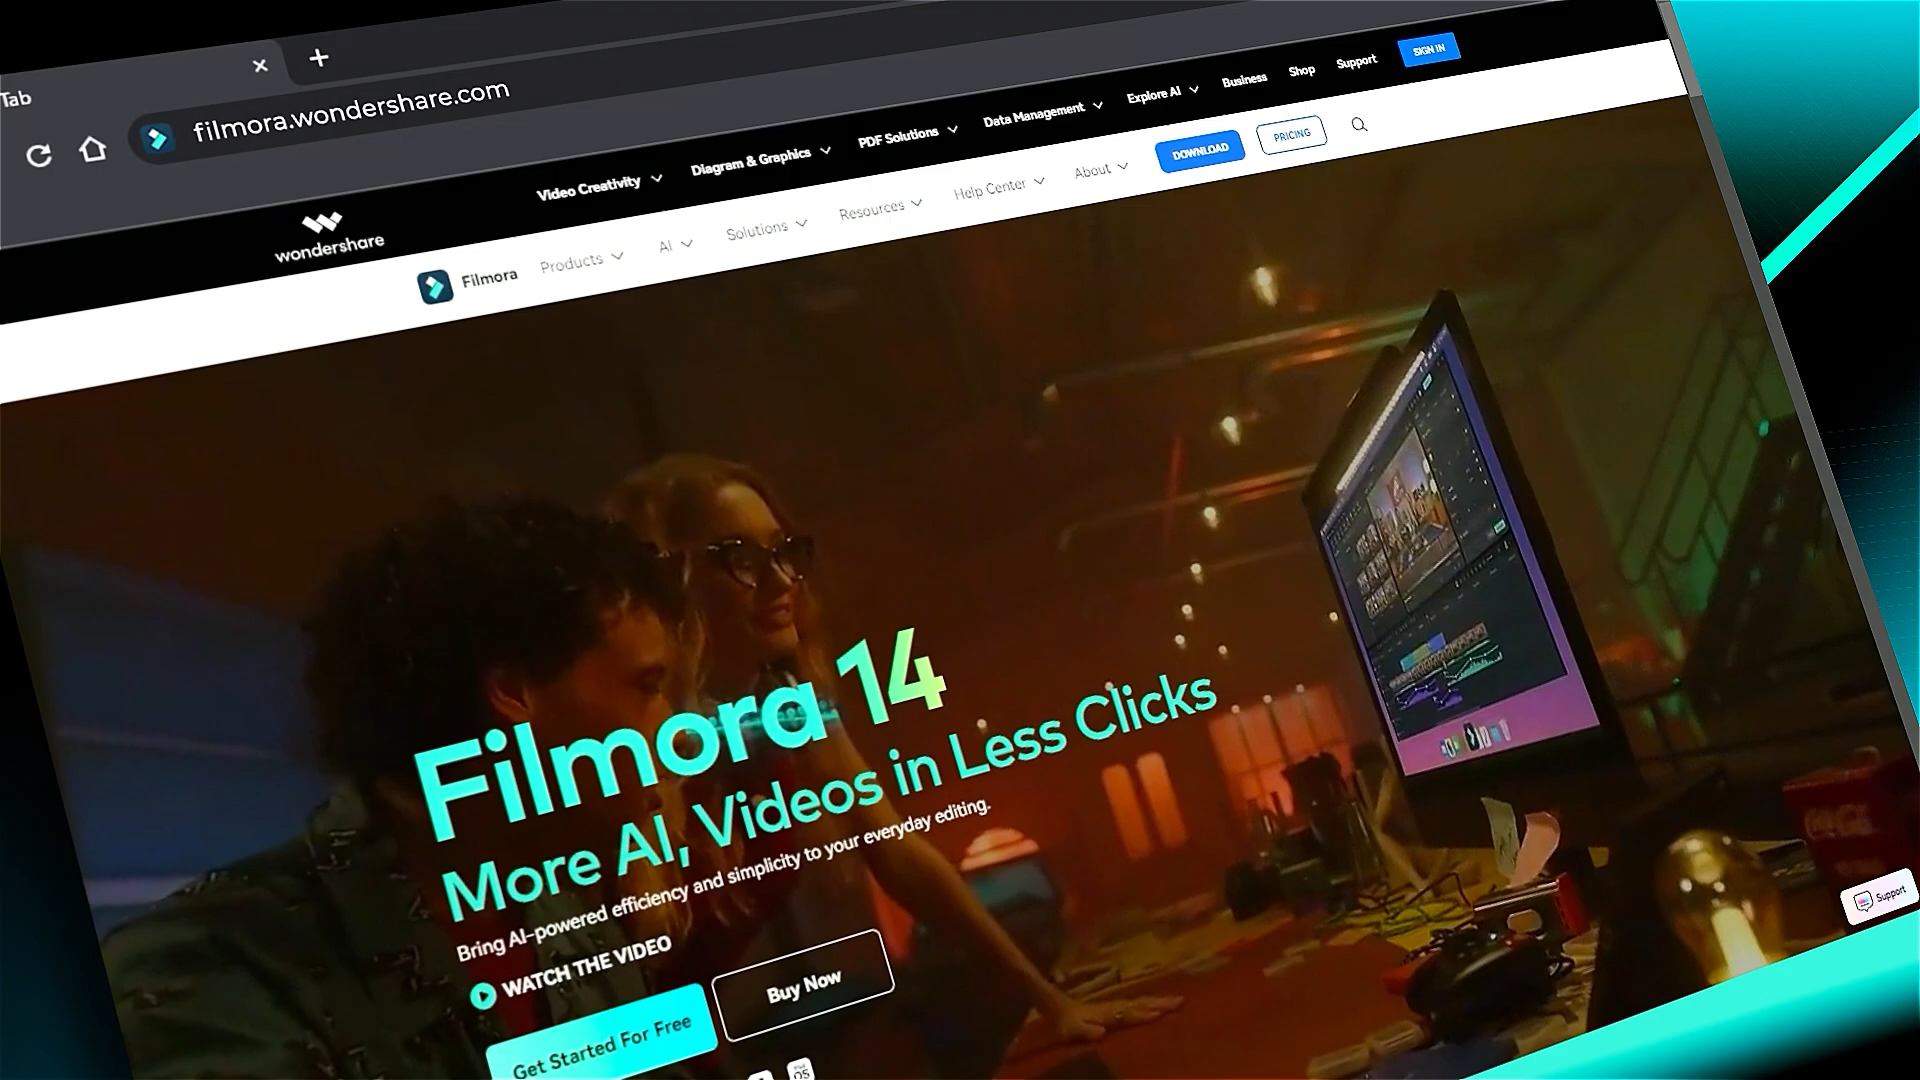 Tab
filmora.wondershare.com
Video Creativity
Diagram & Graphics
PDF Solutions
Data Management
Explore AI
Business
Shop
Support
SIGN IN
wondershare
Filmora
Products
AI
Solutions
Resources
Help Center
About
DOWNLOAD
PRICING
Filmora 14
More AI, Videos in Less Clicks
Bring AI-powered efficiency and simplicity to your everyday editing.
WATCH THE VIDEO
Get Started For Free
Buy Now
Support